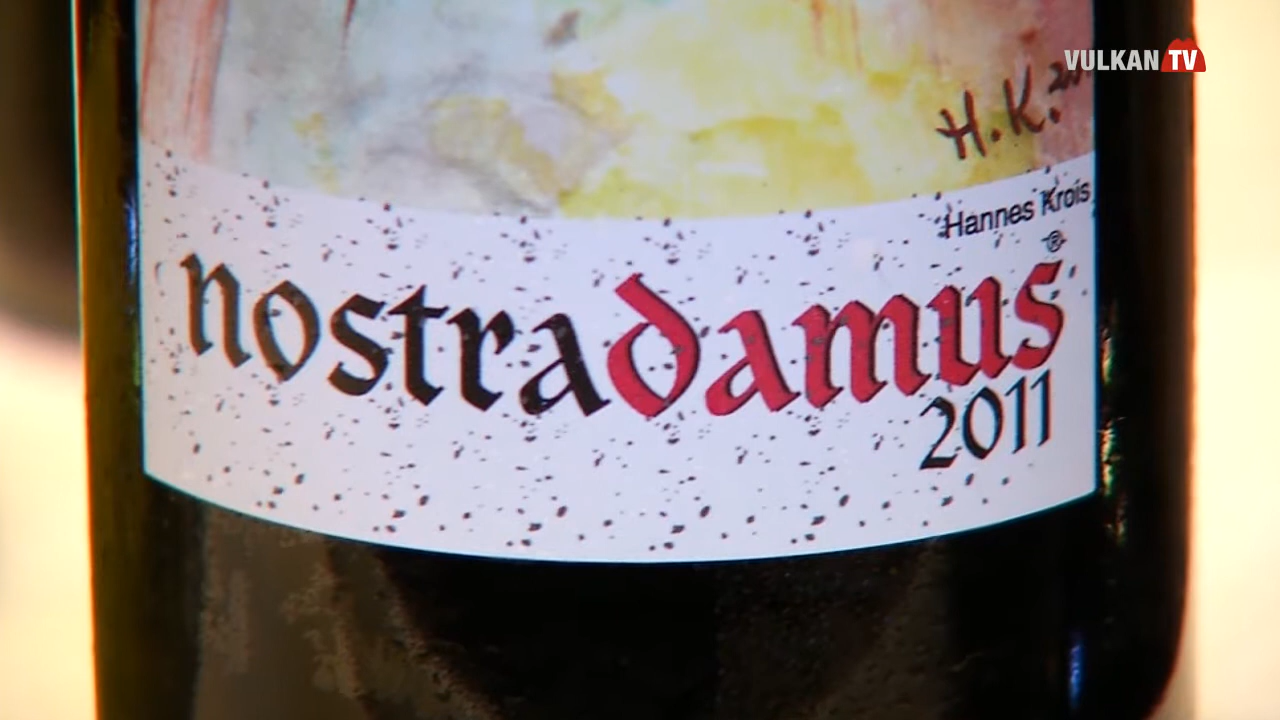 VULKAN TV
H.K.
Hannes Krois
nostradamus®
2011